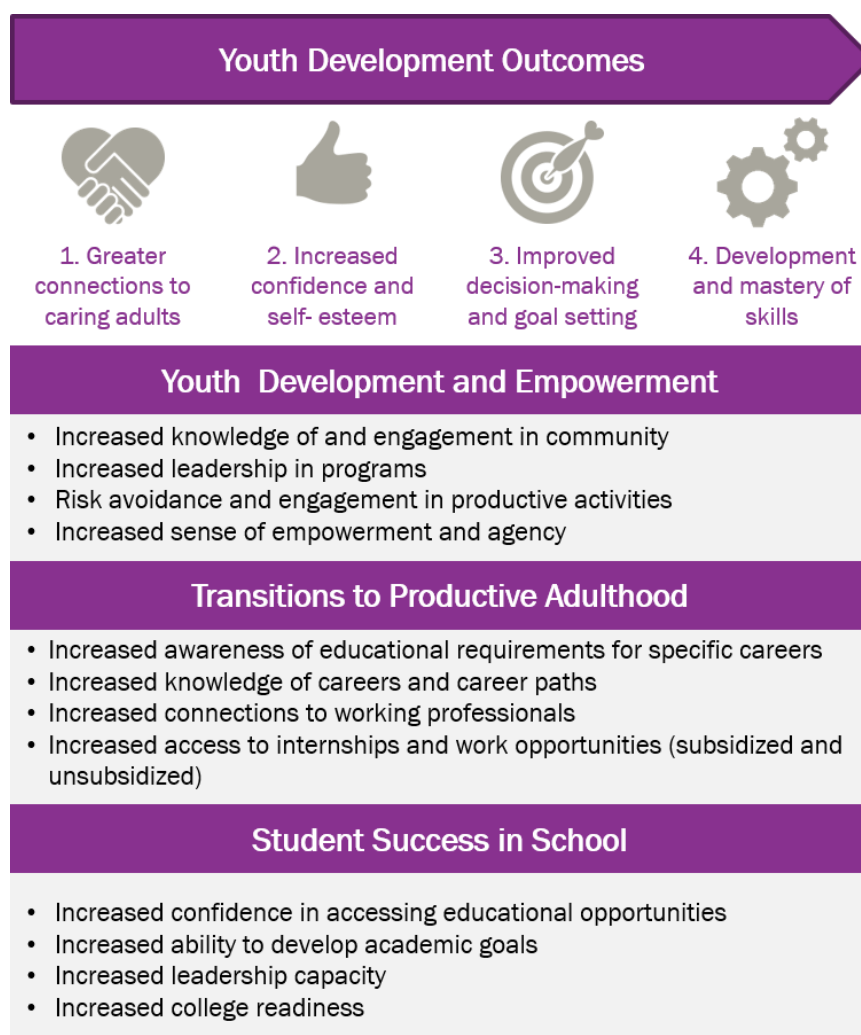 Youth Development Outcomes
1. Greater
connections to
caring adults
2. Increased
confidence and
self- esteem
3. Improved
decision-making
and goal setting
4. Development
and mastery of
skills
Youth  Development and Empowerment
• Increased knowledge of and engagement in community
• Increased leadership in programs
• Risk avoidance and engagement in productive activities
• Increased sense of empowerment and agency
Transitions to Productive Adulthood
• Increased awareness of educational requirements for specific careers
• Increased knowledge of careers and career paths
• Increased connections to working professionals
• Increased access to internships and work opportunities (subsidized and
unsubsidized)
Student Success in School
• Increased confidence in accessing educational opportunities
• Increased ability to develop academic goals
• Increased leadership capacity
• Increased college readiness